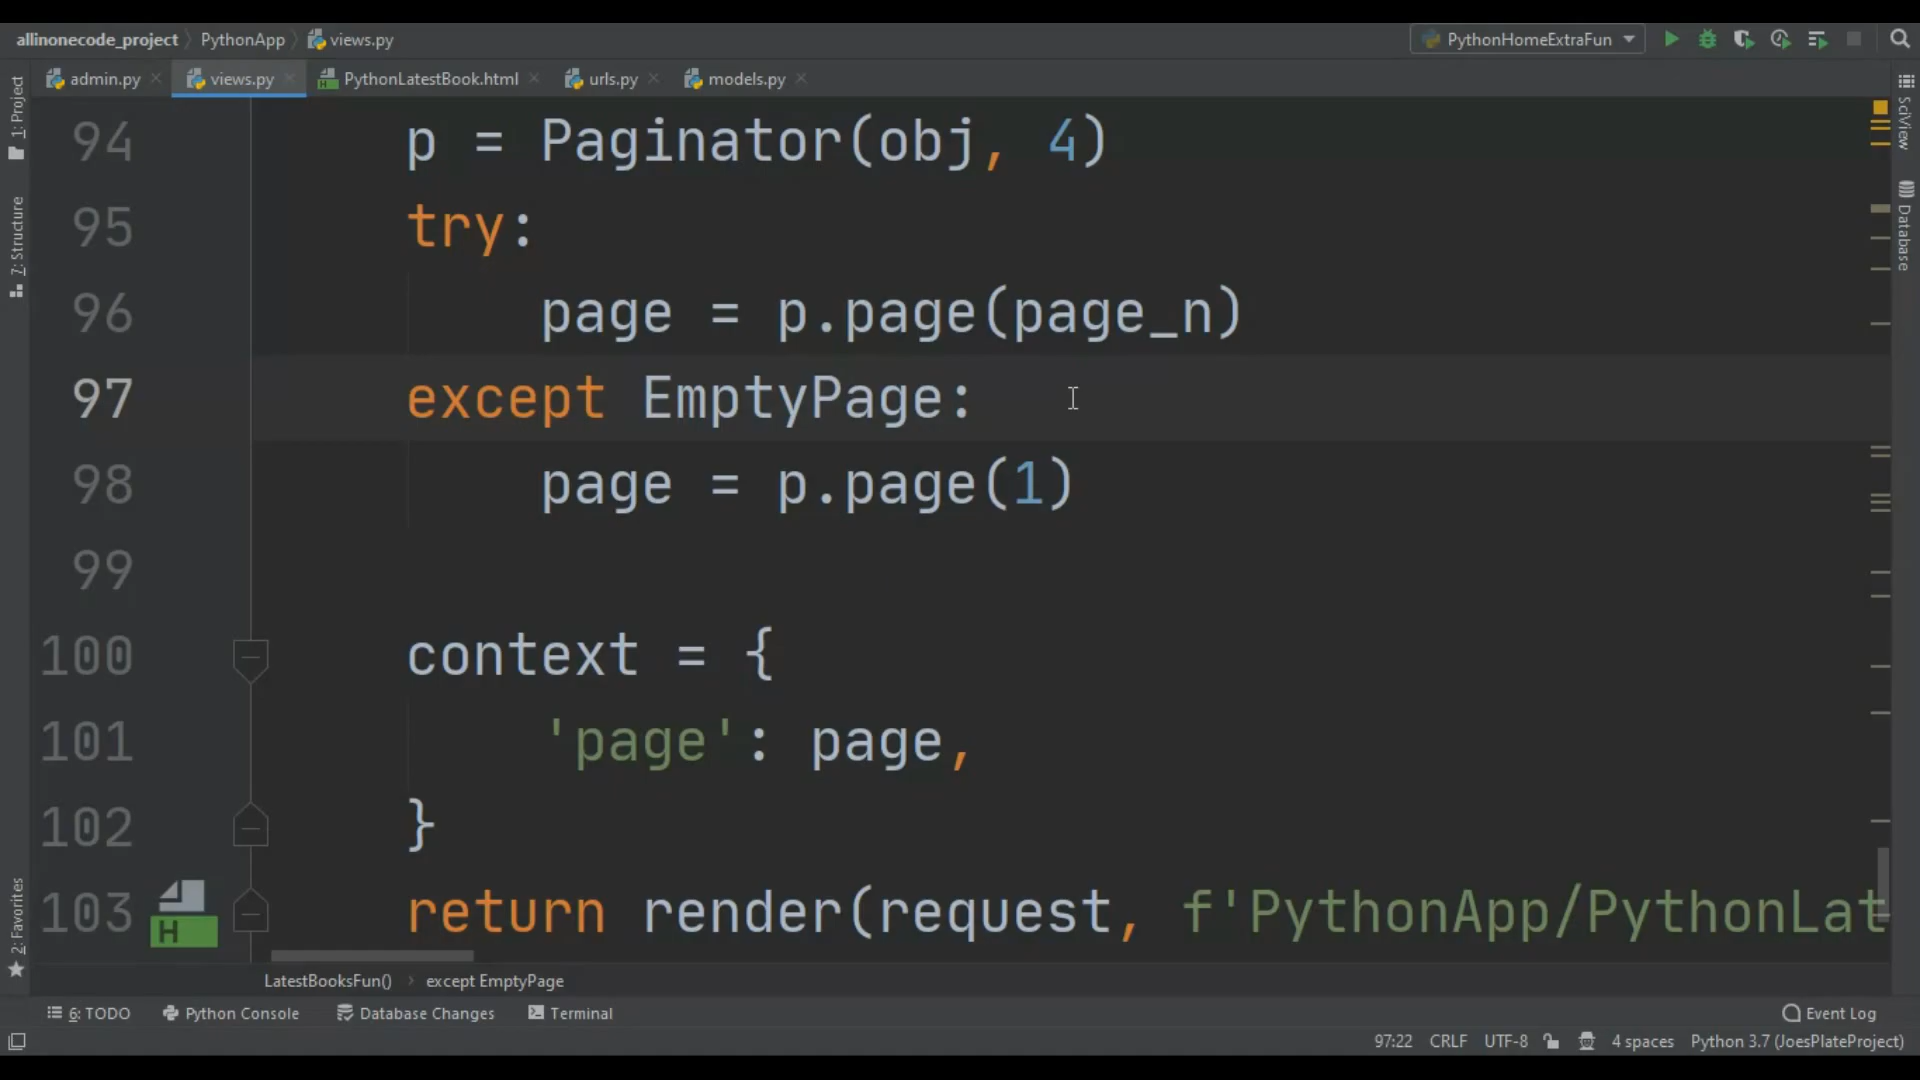 allinonecode_project
PythonApp
views.py
PythonHomeExtraFun
admin.py
views.py
PythonLatestBook.html
urls.py
models.py
1: Project
7: Structure
2: Favorites
SciView
Database
94 p = Paginator(obj, 4)
95 try:
96 page = p.page(page_n)
97 except EmptyPage:
98 page = p.page(1)
99
100 context = {
101 'page': page,
102 }
103 return render(request, f'PythonApp/PythonLat
H
LatestBooksFun()
except EmptyPage
6: TODO
Python Console
Database Changes
Terminal
Event Log
97:22
CRLF
UTF-8
4 spaces
Python 3.7 (JoesPlateProject)